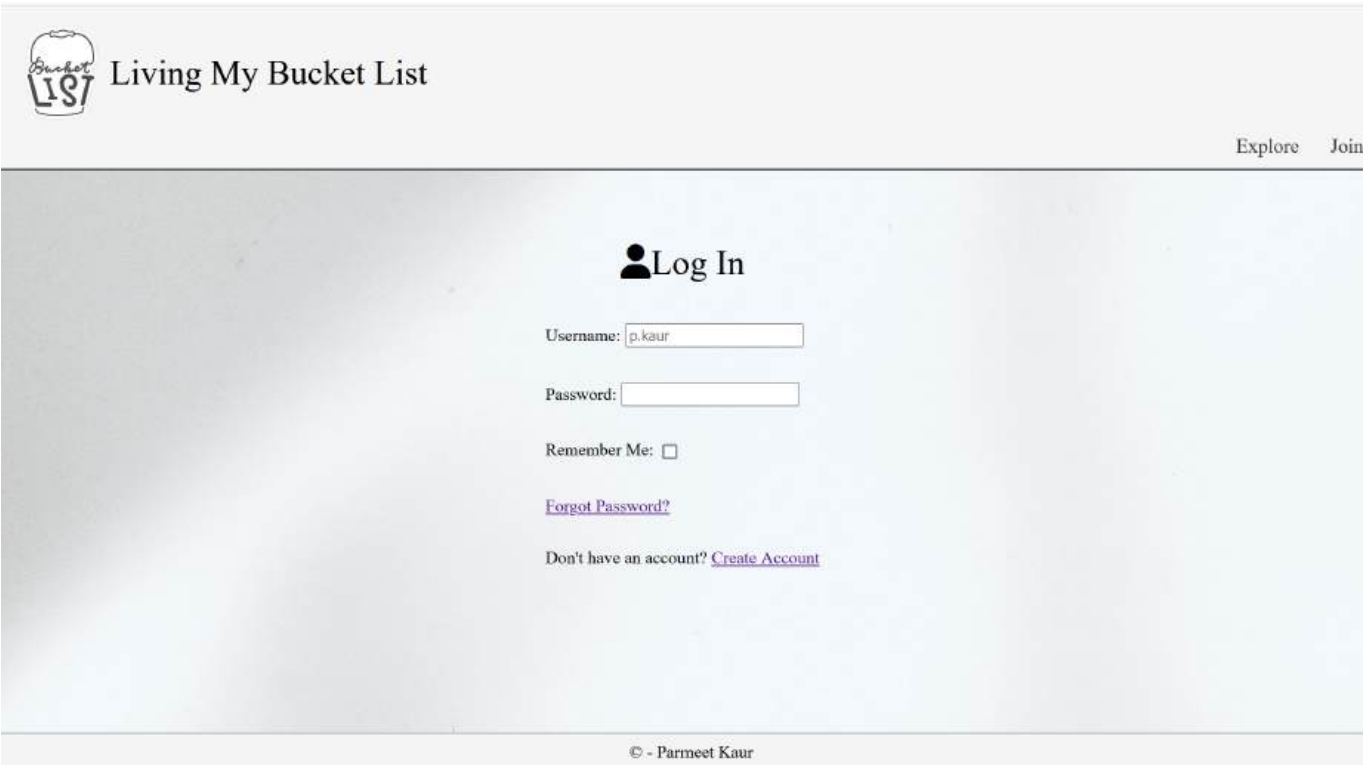 Bucket
LIST
Living My Bucket List
Explore Join
Log In
Username: p.kaur
Password:
Remember Me:
Forgot Password?
Don't have an account? Create Account
© - Parmeet Kaur